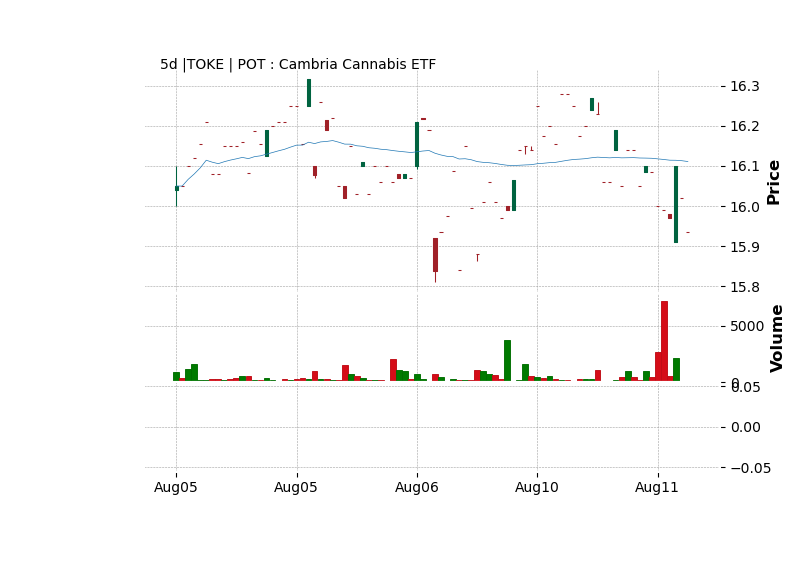 5d |TOKE | POT : Cambria Cannabis ETF
16.3
16.2
16.1
16.0
15.9
15.8
Price
5000
0
Volume
0.05
0.00
−0.05
Aug05 Aug05 Aug06 Aug10 Aug11